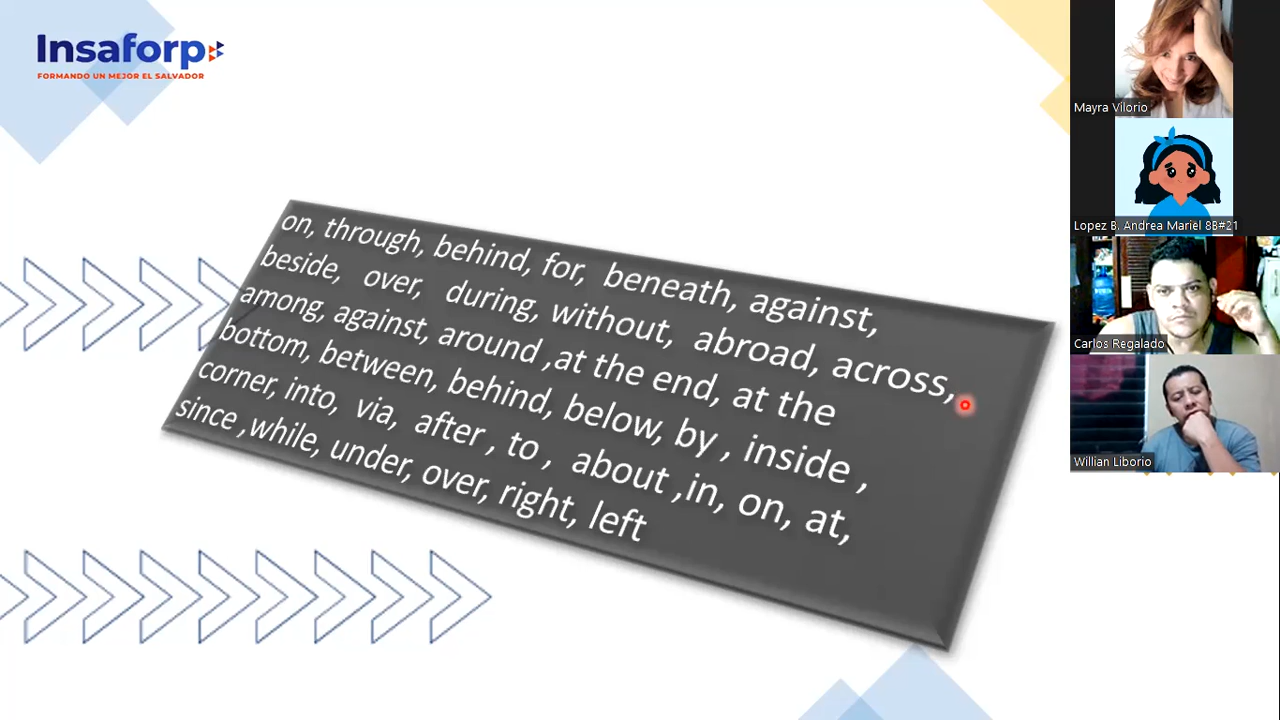 Insaforp
FORMANDO UN MEJOR EL SALVADOR
on, through, behind, for, beneath, against,
beside, over, during, without, abroad, across,
among, against, around ,at the end, at the
bottom, between, behind, below, by , inside ,
corner, into, via, after , to , about ,in, on, at,
since ,while, under, over, right, left
Mayra Vilorio
Lopez B. Andrea Mariel 8B#21
Carlos Regalado
Willian Liborio